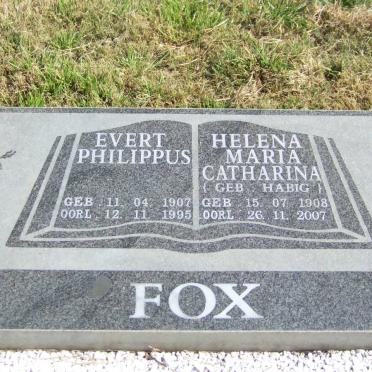 EVERT
PHILIPPUS
GEB. 11. 04. 1907
OORL. 12. 11. 1995
HELENA
MARIA
CATHARINA
( GEB. HABIG )
GEB. 15. 07. 1908
OORL. 26. 11. 2007
FOX